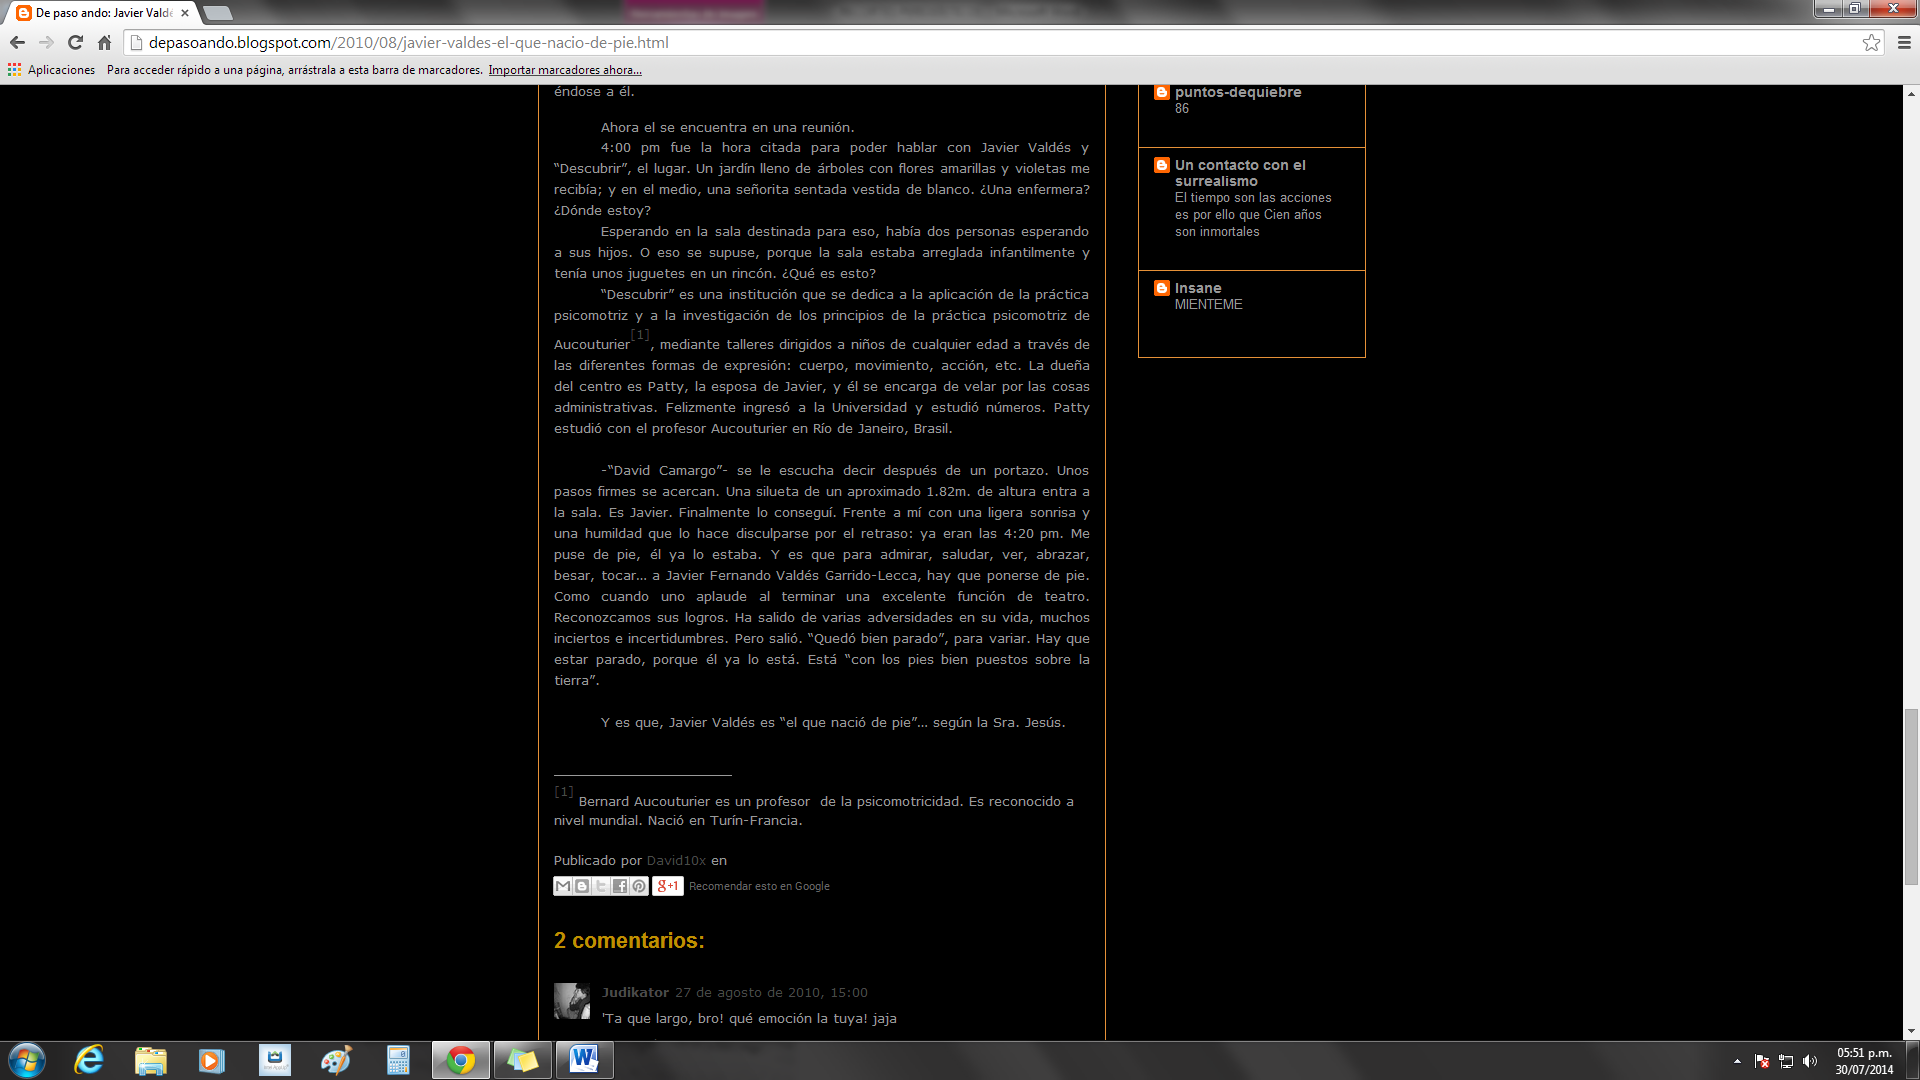 De paso ando: Javier Valdé
depasoando.blogspot.com/2010/08/javier-valdes-el-que-nacio-de-pie.html
Aplicaciones Para acceder rápido a una página, arrástrala a esta barra de marcadores. Importar marcadores ahora...
éndose a él.
Ahora el se encuentra en una reunión.
4:00 pm fue la hora citada para poder hablar con Javier Valdés y
“Descubrir”, el lugar. Un jardín lleno de árboles con flores amarillas y violetas me
recibía; y en el medio, una señorita sentada vestida de blanco. ¿Una enfermera?
¿Dónde estoy?
Esperando en la sala destinada para eso, había dos personas esperando
a sus hijos. O eso se supuse, porque la sala estaba arreglada infantilmente y
tenía unos juguetes en un rincón. ¿Qué es esto?
“Descubrir” es una institución que se dedica a la aplicación de la práctica
psicomotriz y a la investigación de los principios de la práctica psicomotriz de
Aucouturier[1], mediante talleres dirigidos a niños de cualquier edad a través de
las diferentes formas de expresión: cuerpo, movimiento, acción, etc. La dueña
del centro es Patty, la esposa de Javier, y él se encarga de velar por las cosas
administrativas. Felizmente ingresó a la Universidad y estudió números. Patty
estudió con el profesor Aucouturier en Río de Janeiro, Brasil.
-“David Camargo”- se le escucha decir después de un portazo. Unos
pasos firmes se acercan. Una silueta de un aproximado 1.82m. de altura entra a
la sala. Es Javier. Finalmente lo conseguí. Frente a mí con una ligera sonrisa y
una humildad que lo hace disculparse por el retraso: ya eran las 4:20 pm. Me
puse de pie, él ya lo estaba. Y es que para admirar, saludar, ver, abrazar,
besar, tocar... a Javier Fernando Valdés Garrido-Lecca, hay que ponerse de pie.
Como cuando uno aplaude al terminar una excelente función de teatro.
Reconozcamos sus logros. Ha salido de varias adversidades en su vida, muchos
inciertos e incertidumbres. Pero salió. “Quedó bien parado”, para variar. Hay que
estar parado, porque él ya lo está. Está “con los pies bien puestos sobre la
tierra”.
Y es que, Javier Valdés es “el que nació de pie”... según la Sra. Jesús.
[1] Bernard Aucouturier es un profesor de la psicomotricidad. Es reconocido a
nivel mundial. Nació en Turín-Francia.
Publicado por David10x en
g+1 Recomendar esto en Google
2 comentarios:
Judikator 27 de agosto de 2010, 15:00
'Ta que largo, bro! qué emoción la tuya! jaja
puntos-dequiebre
86
Un contacto con el
surrealismo
El tiempo son las acciones
es por ello que Cien años
son inmortales
Insane
MIENTEME
05:51 p.m.
30/07/2014